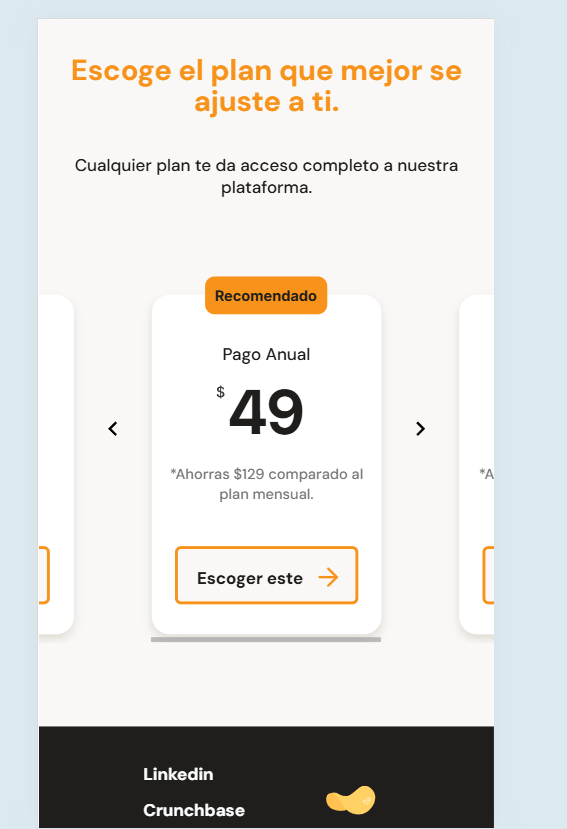 Escoge el plan que mejor se
ajuste a ti.
Cualquier plan te da acceso completo a nuestra
plataforma.
Recomendado
Pago Anual
$49
*Ahorras $129 comparado al
plan mensual.
*A
Escoger este
Linkedin
Crunchbase